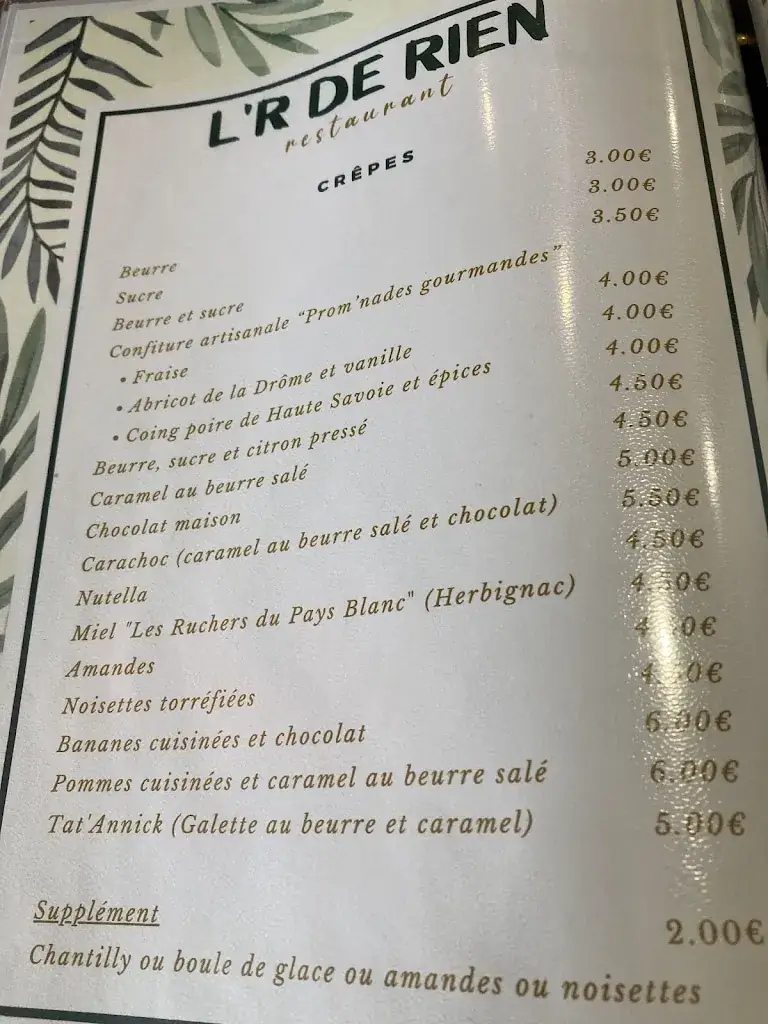 L'R DE RIEN
restaurant
CRÊPES
Beurre 3.00€
Sucre 3.00€
Beurre et sucre 3.50€
Confiture artisanale “Prom’nades gourmandes”
• Fraise 4.00€
• Abricot de la Drôme et vanille 4.00€
• Coing poire de Haute Savoie et épices 4.00€
Beurre, sucre et citron pressé 4.50€
Caramel au beurre salé 4.50€
Chocolat maison 5.00€
Carachoc (caramel au beurre salé et chocolat) 5.50€
Nutella 4.50€
Miel "Les Ruchers du Pays Blanc" (Herbignac)
Amandes
Noisettes torréfiées
Bananes cuisinées et chocolat 6.00€
Pommes cuisinées et caramel au beurre salé 6.00€
Tat'Annick (Galette au beurre et caramel) 5.00€
Supplément 2.00€
Chantilly ou boule de glace ou amandes ou noisettes